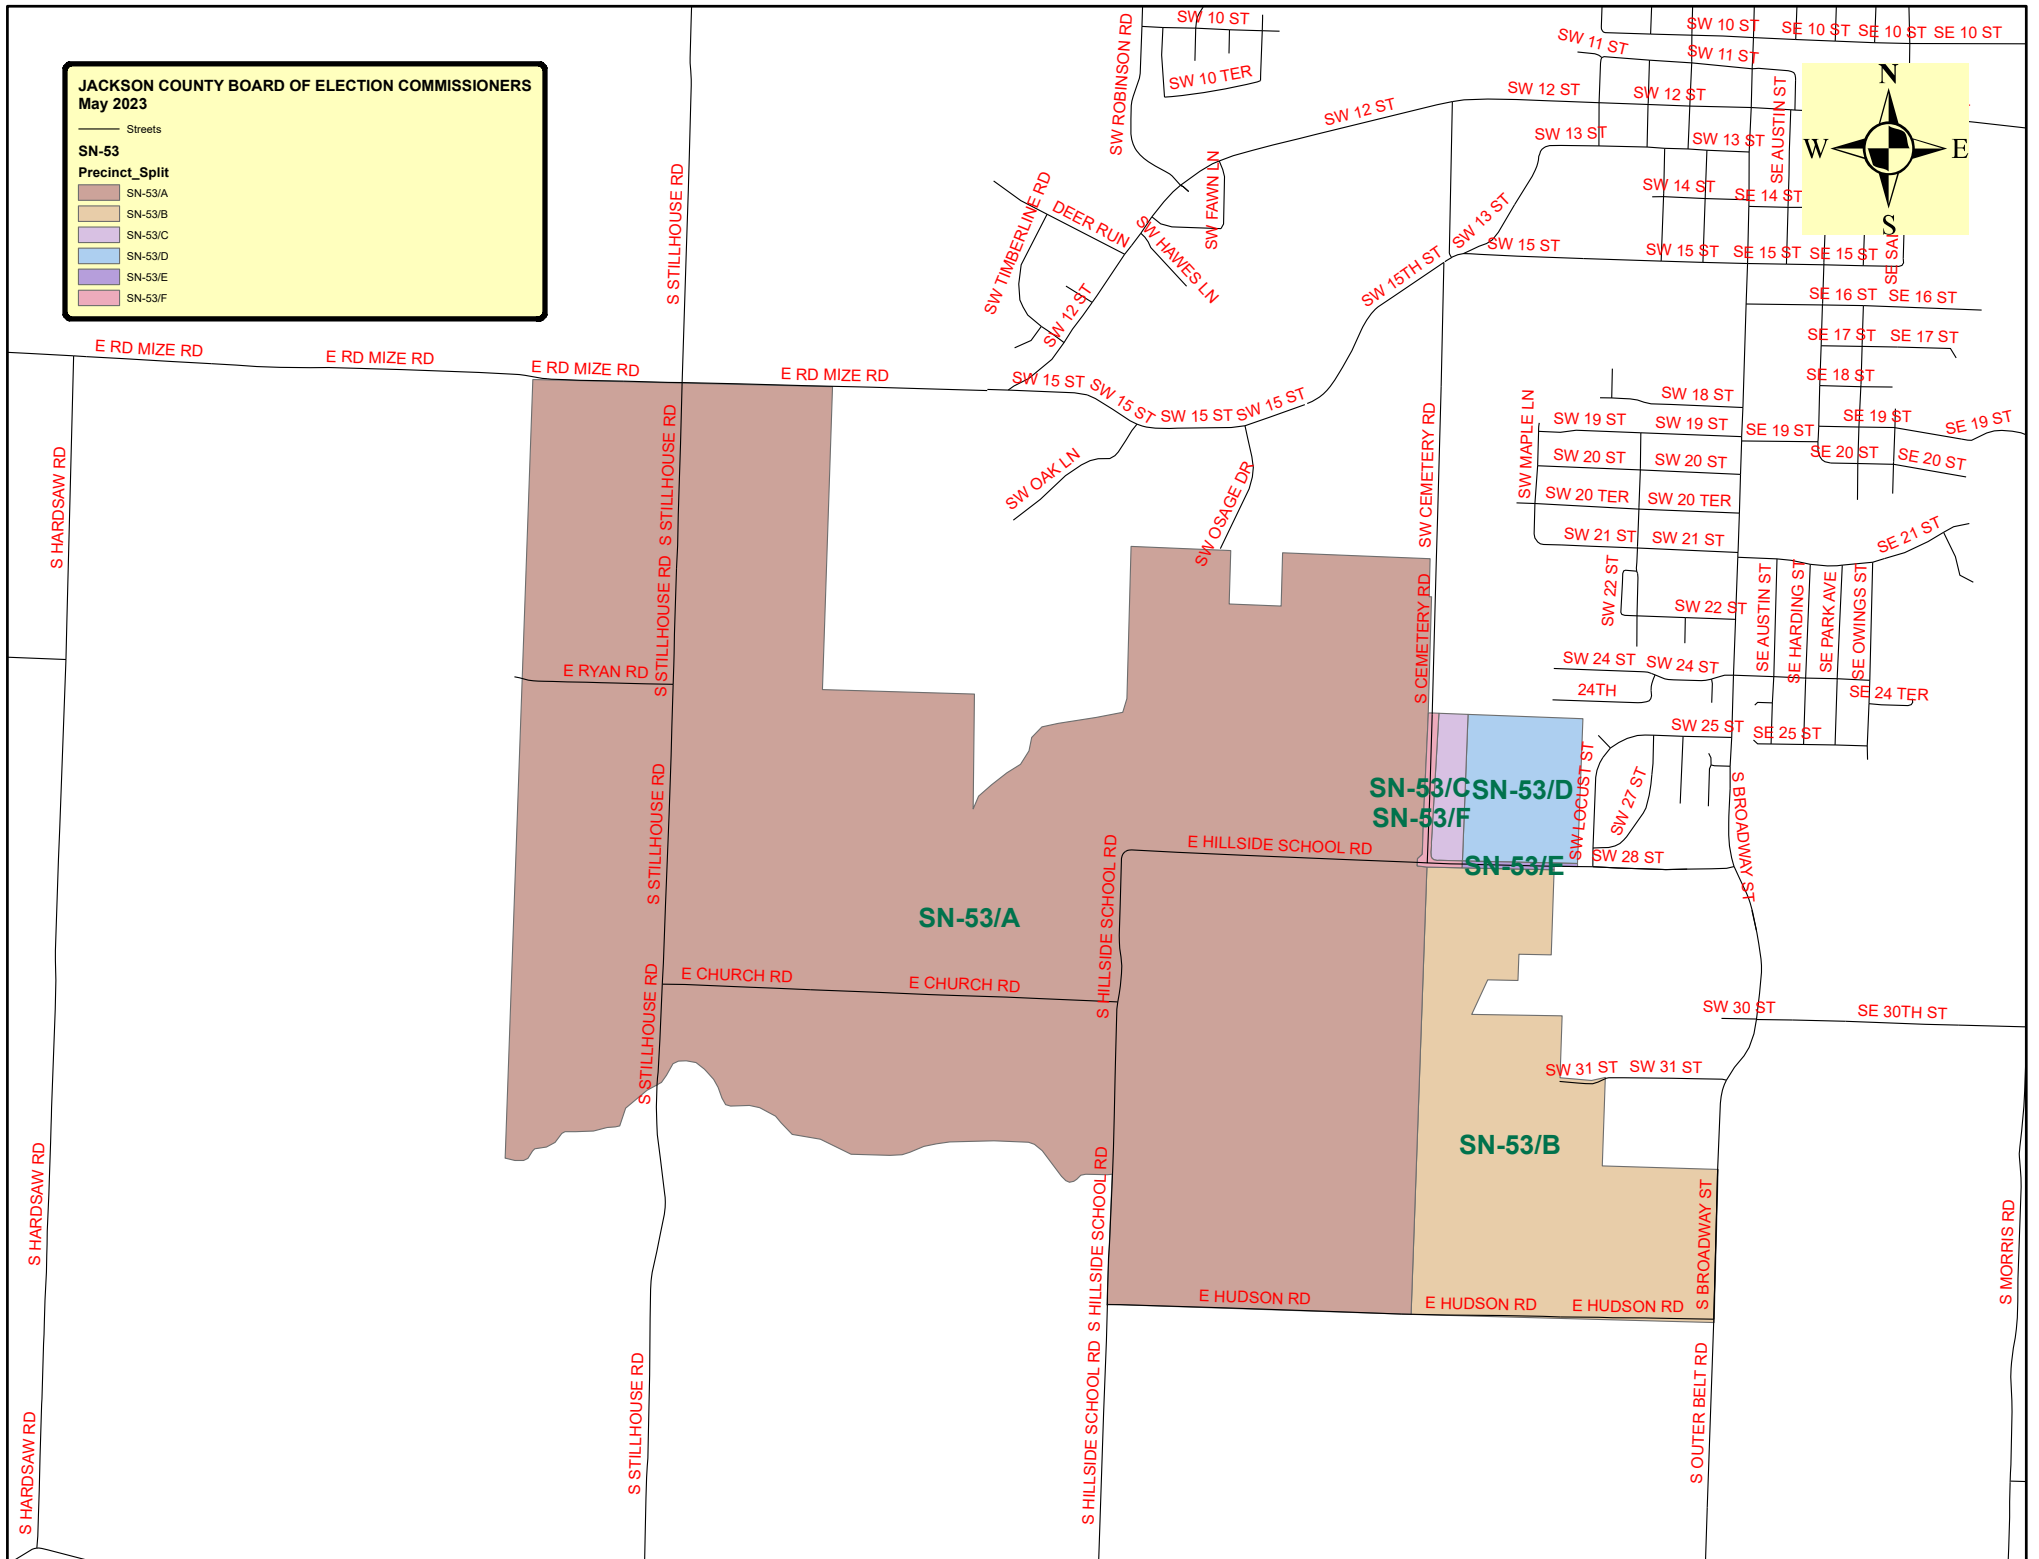 JACKSON COUNTY BOARD OF ELECTION COMMISSIONERS
May 2023
Streets
SN-53
Precinct_Split
SN-53/A
SN-53/B
SN-53/C
SN-53/D
SN-53/E
SN-53/F
N
W
E
S
SW 10 ST
SW 10 TER
SW ROBINSON RD
SW 10 ST
SE 10 ST
SE 10 ST
SE 10 ST
SW 11 ST
SW 11 ST
SW 12 ST
SW 12 ST
SW 12 ST
SE AUSTIN ST
SW 13 ST
SW 13 ST
SW 13 ST
SW 14 ST
SE 14 ST
SW 15 ST
SW 15 ST
SE 15 ST
SE 15 ST
SE 16 ST
SE 16 ST
SE 17 ST
SE 17 ST
SE 18 ST
SW 18 ST
SW 19 ST
SW 19 ST
SE 19 ST
SE 19 ST
SE 19 ST
SW 20 ST
SW 20 ST
SE 20 ST
SE 20 ST
SW 20 TER
SW 20 TER
SW MAPLE LN
SW 21 ST
SW 21 ST
SE 21 ST
SW 22 ST
SW 22 ST
SE AUSTIN ST
SE HARDING ST
SE PARK AVE
SE OWINGS ST
SW 24 ST
SW 24 ST
24TH
SE 24 TER
SW 25 ST
SE 25 ST
SW LOCUST ST
SW 27 ST
SW 28 ST
S BROADWAY ST
SW 30 ST
SE 30TH ST
SW 31 ST
SW 31 ST
S BROADWAY ST
S OUTER BELT RD
S MORRIS RD
SW FAWN LN
SW TIMBERLINE RD
DEER RUN
SW HAWES LN
SW 12 ST
SW 15TH ST
S STILLHOUSE RD
E RD MIZE RD
E RD MIZE RD
E RD MIZE RD
E RD MIZE RD
SW 15 ST
SW 15 ST
SW 15 ST
SW 15 ST
SW OAK LN
SW OSAGE DR
SW CEMETERY RD
S CEMETERY RD
S HARDSAW RD
S STILLHOUSE RD
S STILLHOUSE RD
S STILLHOUSE RD
E RYAN RD
SN-53/C
SN-53/D
SN-53/F
SN-53/E
E HILLSIDE SCHOOL RD
S HILLSIDE SCHOOL RD
SN-53/A
E CHURCH RD
E CHURCH RD
S STILLHOUSE RD
SN-53/B
S HARDSAW RD
S HILLSIDE SCHOOL RD
E HUDSON RD
E HUDSON RD
E HUDSON RD
S STILLHOUSE RD
S HILLSIDE SCHOOL RD
S HARDSAW RD